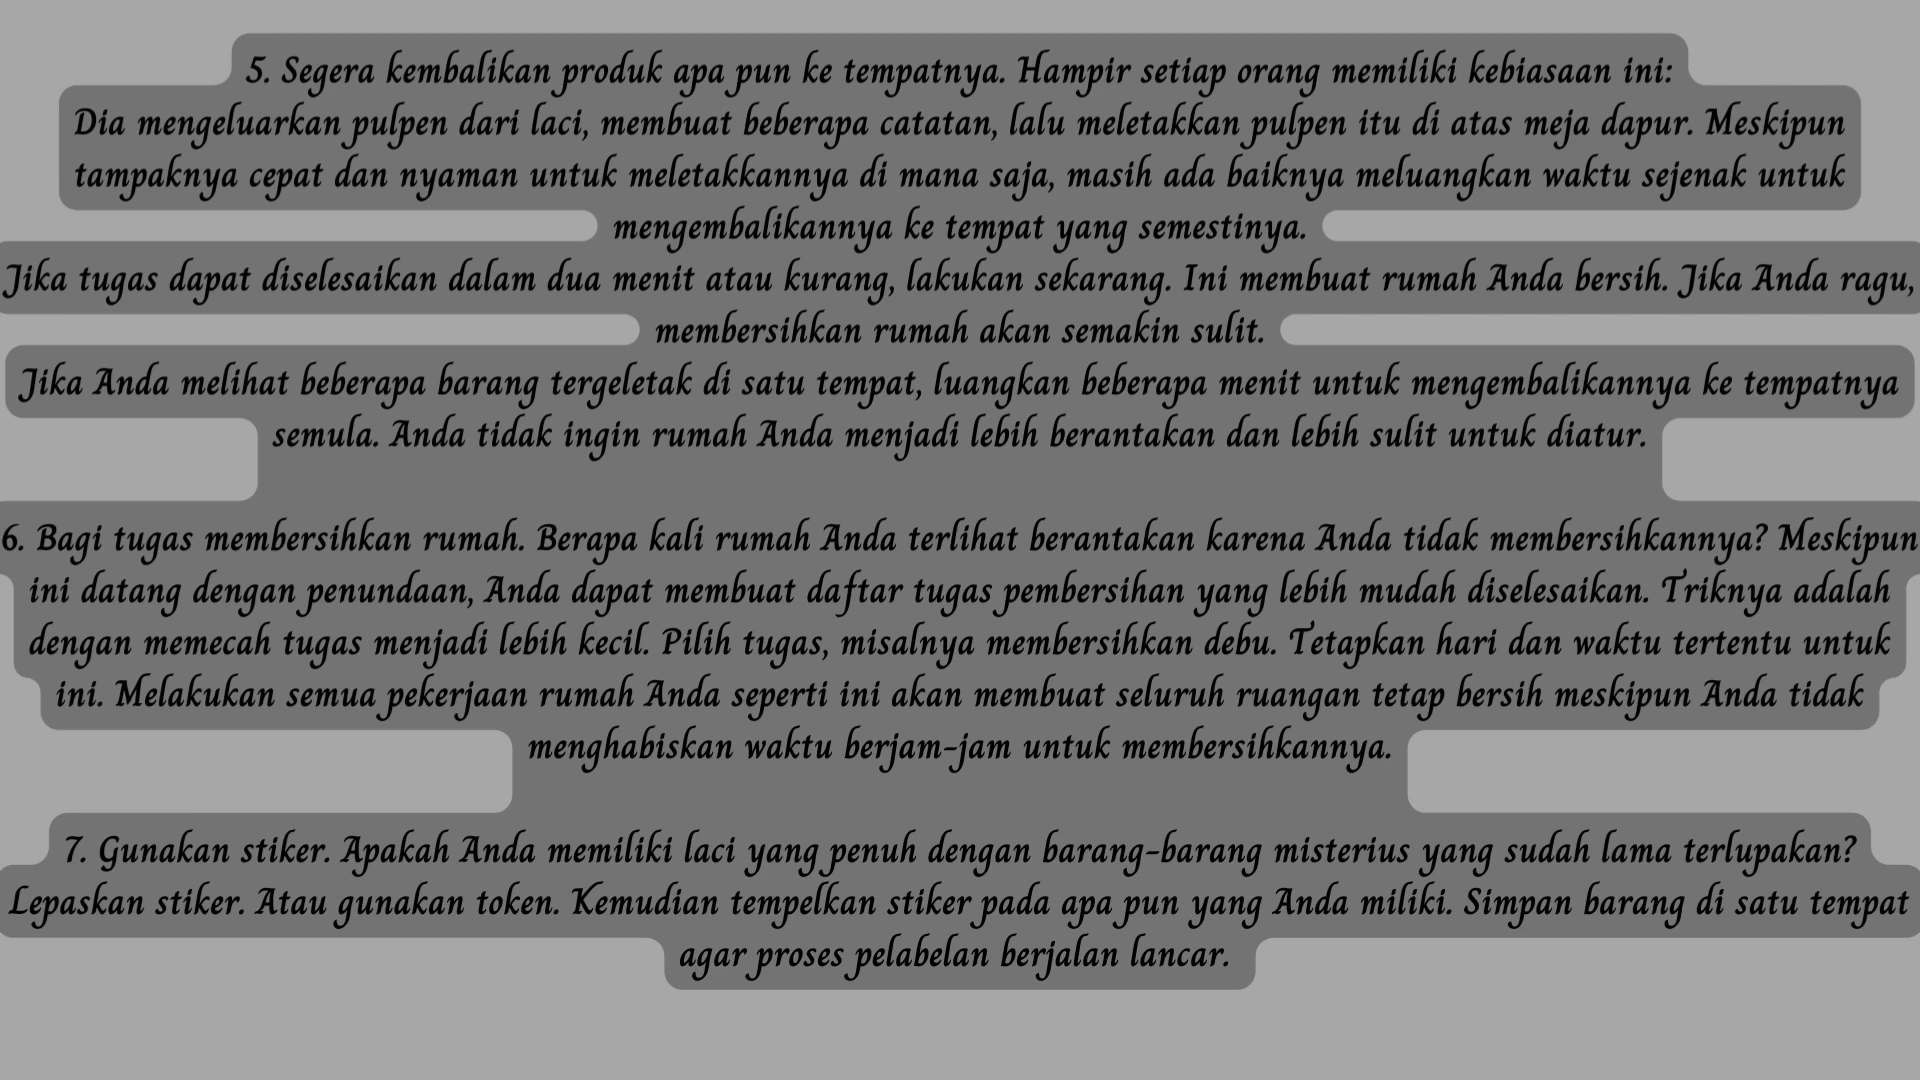 5. Segera kembalikan produk apa pun ke tempatnya. Hampir setiap orang memiliki kebiasaan ini:
Dia mengeluarkan pulpen dari laci, membuat beberapa catatan, lalu meletakkan pulpen itu di atas meja dapur. Meskipun
tampaknya cepat dan nyaman untuk meletakkannya di mana saja, masih ada baiknya meluangkan waktu sejenak untuk
mengembalikannya ke tempat yang semestinya.
Jika tugas dapat diselesaikan dalam dua menit atau kurang, lakukan sekarang. Ini membuat rumah Anda bersih. Jika Anda ragu,
membersihkan rumah akan semakin sulit.
Jika Anda melihat beberapa barang tergeletak di satu tempat, luangkan beberapa menit untuk mengembalikannya ke tempatnya
semula. Anda tidak ingin rumah Anda menjadi lebih berantakan dan lebih sulit untuk diatur.
6. Bagi tugas membersihkan rumah. Berapa kali rumah Anda terlihat berantakan karena Anda tidak membersihkannya? Meskipun
ini datang dengan penundaan, Anda dapat membuat daftar tugas pembersihan yang lebih mudah diselesaikan. Triknya adalah
dengan memecah tugas menjadi lebih kecil. Pilih tugas, misalnya membersihkan debu. Tetapkan hari dan waktu tertentu untuk
ini. Melakukan semua pekerjaan rumah Anda seperti ini akan membuat seluruh ruangan tetap bersih meskipun Anda tidak
menghabiskan waktu berjam-jam untuk membersihkannya.
7. Gunakan stiker. Apakah Anda memiliki laci yang penuh dengan barang-barang misterius yang sudah lama terlupakan?
Lepaskan stiker. Atau gunakan token. Kemudian tempelkan stiker pada apa pun yang Anda miliki. Simpan barang di satu tempat
agar proses pelabelan berjalan lancar.